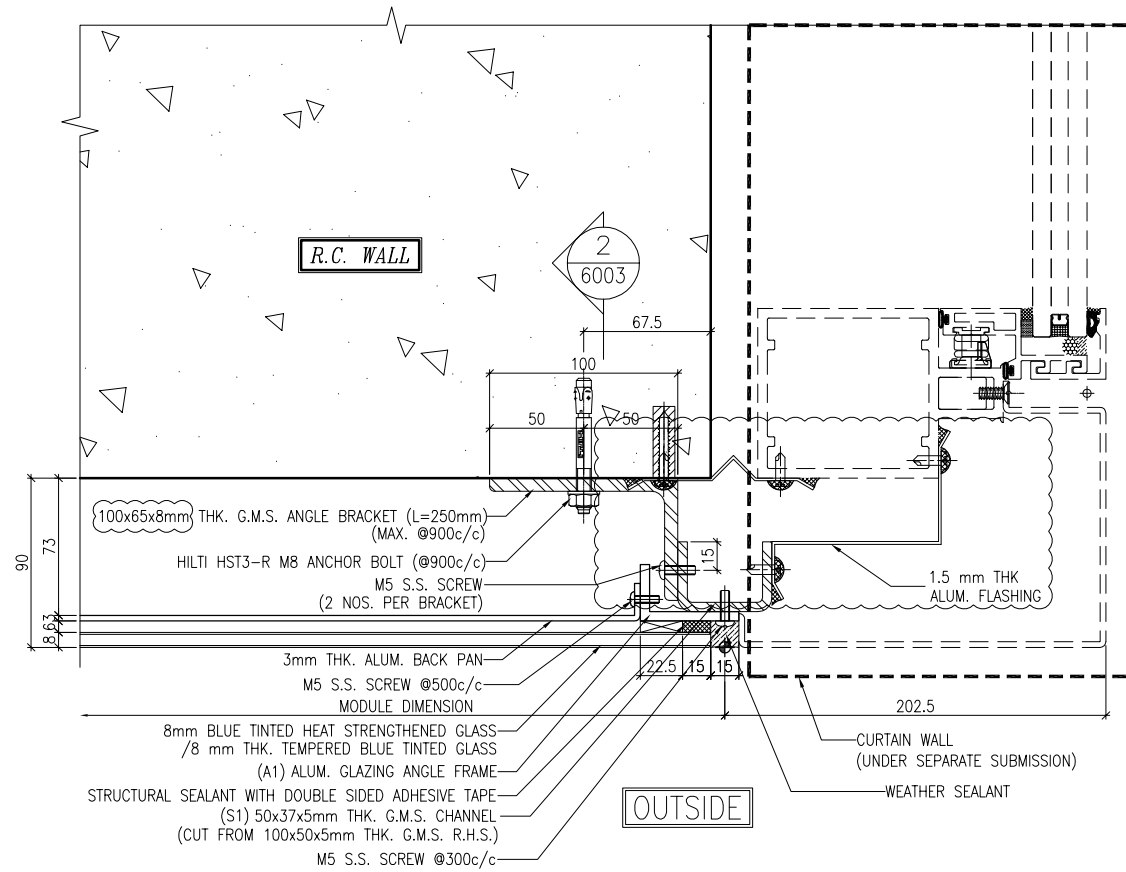 R.C. WALL
2
6003
67.5
100
50
50
100x65x8mm THK. G.M.S. ANGLE BRACKET (L=250mm)
(MAX. @900c/c)
HILTI HST3-R M8 ANCHOR BOLT (@900c/c)
M5 S.S. SCREW
(2 NOS. PER BRACKET)
15
1.5 mm THK
ALUM. FLASHING
90
73
6
3
8
3mm THK. ALUM. BACK PAN
22.5
15
15
M5 S.S. SCREW @500c/c
MODULE DIMENSION
202.5
8mm BLUE TINTED HEAT STRENGTHENED GLASS
/8 mm THK. TEMPERED BLUE TINTED GLASS
CURTAIN WALL
(UNDER SEPARATE SUBMISSION)
(A1) ALUM. GLAZING ANGLE FRAME
WEATHER SEALANT
STRUCTURAL SEALANT WITH DOUBLE SIDED ADHESIVE TAPE
(S1) 50x37x5mm THK. G.M.S. CHANNEL
(CUT FROM 100x50x5mm THK. G.M.S. R.H.S.)
OUTSIDE
M5 S.S. SCREW @300c/c